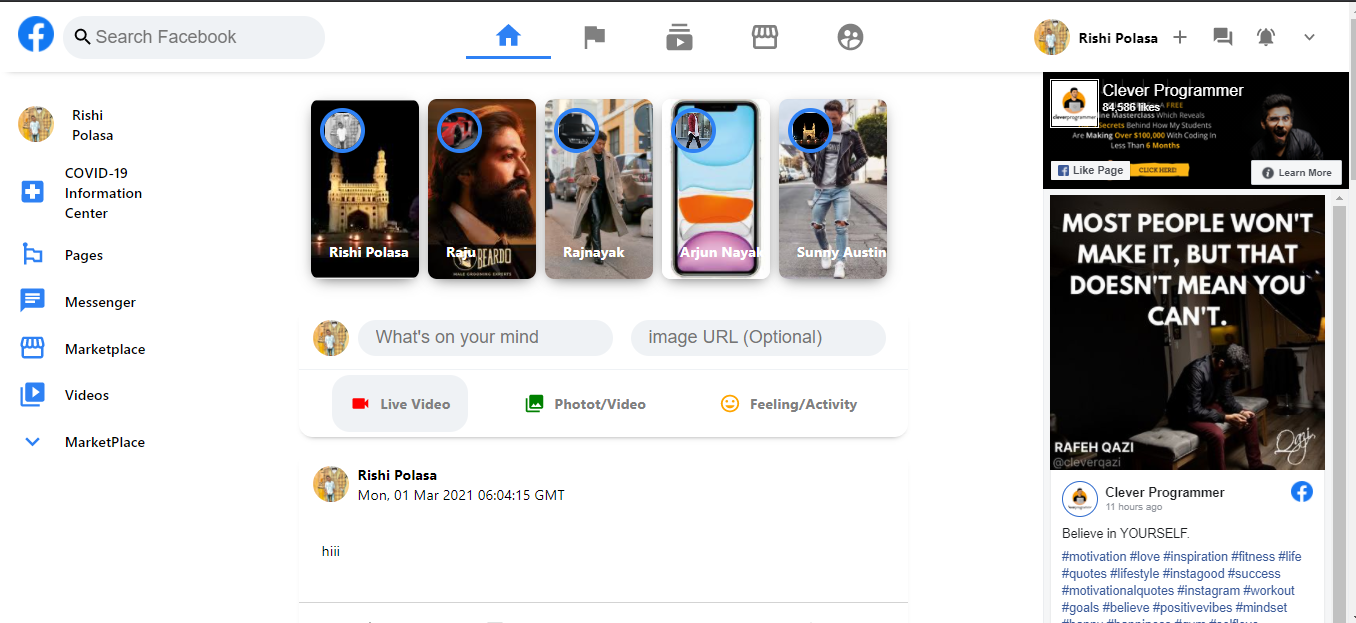 Search Facebook
Rishi Polasa
Rishi
Polasa
COVID-19
Information
Center
Pages
Messenger
Marketplace
Videos
MarketPlace
Rishi Polasa
Raju
BEARDO
Rajnayak
Arjun Nayak
Sunny Austin
What's on your mind
image URL (Optional)
Live Video
Photot/Video
Feeling/Activity
Rishi Polasa
Mon, 01 Mar 2021 06:04:15 GMT
hiii
Clever Programmer
84,586 likes
FREE
Masterclass Which Reveals
Secrets Behind How My Students
Are Making Over $100,000 With Coding in
Less Than 6 Months
Like Page
CLICK HERE!
Learn More
MOST PEOPLE WON'T
MAKE IT, BUT THAT
DOESN'T MEAN YOU
CAN'T.
RAFEH QAZI
@cleverqazi
Clever Programmer
11 hours ago
Believe in YOURSELF.
#motivation #love #inspiration #fitness #life
#quotes #lifestyle #instagood #success
#motivationalquotes #instagram #workout
#goals #believe #positivevibes #mindset